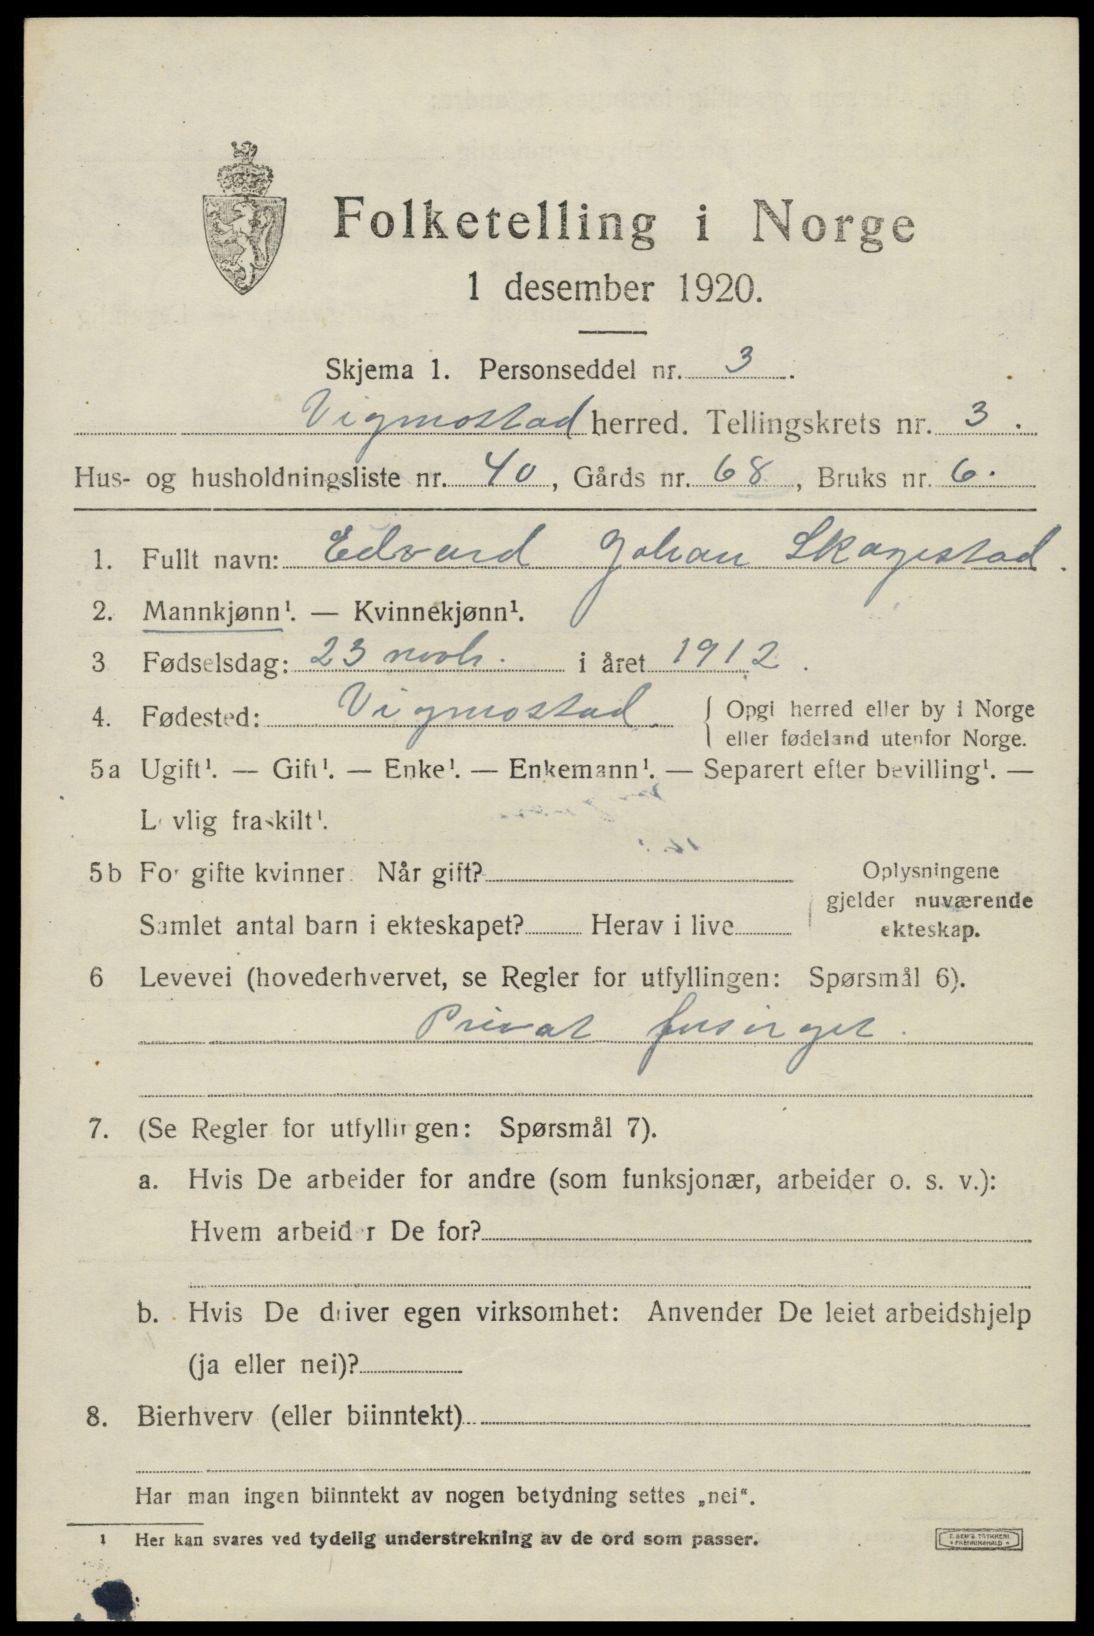 Folketelling i Norge
1 desember 1920.
Skjema 1. Personseddel nr. 3.
Vigmostad herred. Tellingskrets nr. 3.
Hus- og husholdningsliste nr. 40, Gårds nr. 68, Bruks nr. 6.
1. Fullt navn: Edvard Johan Skagestad.
2. Mannkjønn¹. — Kvinnekjønn¹.
3 Fødselsdag: 23 novb. i året 1912.
4. Fødested: Vigmostad. { Opgi herred eller by i Norge
eller fødeland utenfor Norge.
5a Ugift¹. — Gift¹. — Enke¹. — Enkemann¹. — Separert efter bevilling¹. —
Lovlig fraskilt¹.
5b For gifte kvinner: Når gift?
Samlet antal barn i ekteskapet? Herav i live
Oplysningene
gjelder nuværende
ekteskap.
6 Levevei (hovederhvervet, se Regler for utfyllingen: Spørsmål 6).
Privat forsørget.
7. (Se Regler for utfyllingen: Spørsmål 7).
a. Hvis De arbeider for andre (som funksjonær, arbeider o. s. v.):
Hvem arbeider De for?
b. Hvis De driver egen virksomhet: Anvender De leiet arbeidshjelp
(ja eller nei)?
8. Bierhverv (eller biinntekt)
Har man ingen biinntekt av nogen betydning settes „nei".
¹ Her kan svares ved tydelig understrekning av de ord som passer.